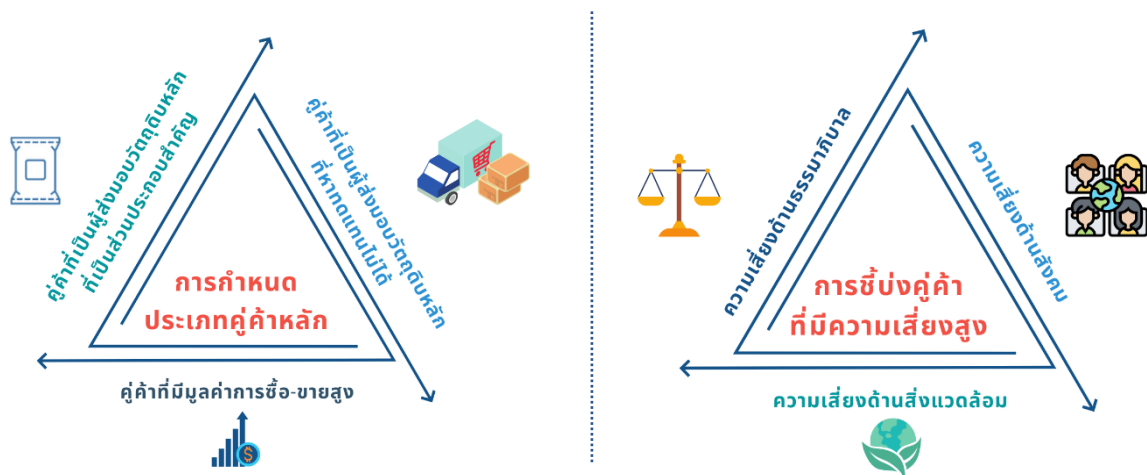 คู่ค้าที่เป็นผู้ส่งมอบวัตถุดิบหลัก
ที่เป็นส่วนประกอบสำคัญ
คู่ค้าที่เป็นผู้ส่งมอบวัตถุดิบหลัก
ที่หาทดแทนไม่ได้
การกำหนด
ประเภทคู่ค้าหลัก
คู่ค้าที่มีมูลค่าการซื้อ-ขายสูง
$
ความเสี่ยงด้านธรรมาภิบาล
ความเสี่ยงด้านสังคม
การชี้บ่งคู่ค้า
ที่มีความเสี่ยงสูง
ความเสี่ยงด้านสิ่งแวดล้อม